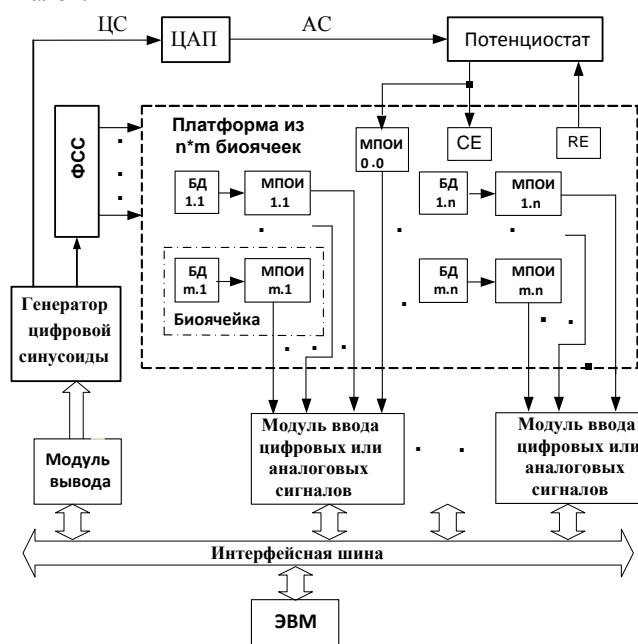 ЦС
ЦАП
АС
Потенциостат
ФСС
Платформа из
n*m биоячеек
МПОИ
0 .0
CE
RE
БД
1.1
МПОИ
1.1
БД
1.n
МПОИ
1.n
БД
m.1
МПОИ
m.1
Биоячейка
БД
m.n
МПОИ
m.n
Генератор
цифровой
синусоиды
Модуль
вывода
Модуль ввода
цифровых или
аналоговых
сигналов
Модуль ввода
цифровых или
аналоговых
сигналов
Интерфейсная шина
ЭВМ